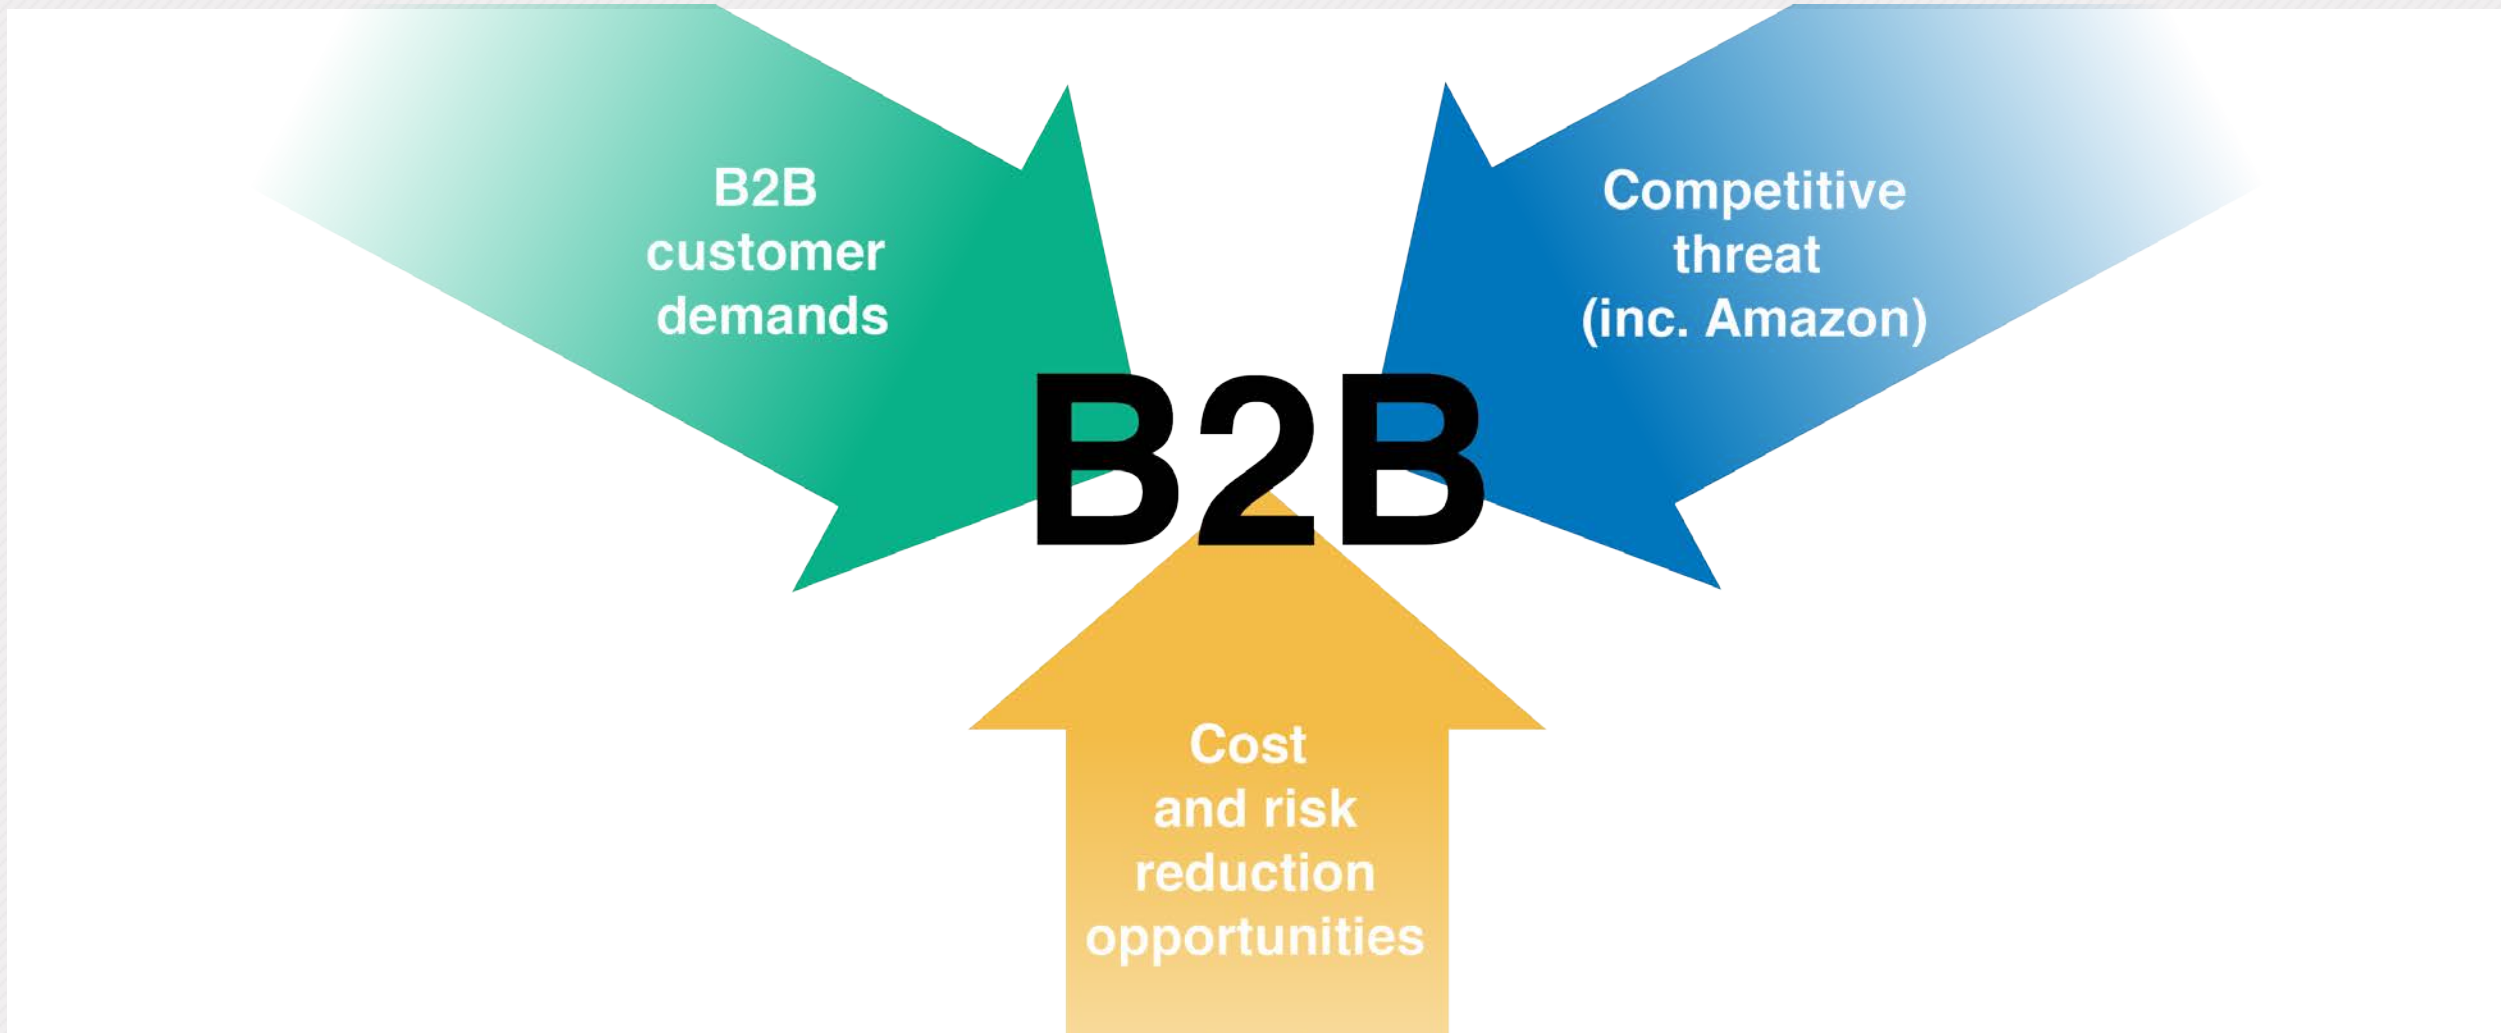 B2B
customer
demands
Competitive
threat
(inc. Amazon)
B2B
Cost
and risk
reduction
opportunities